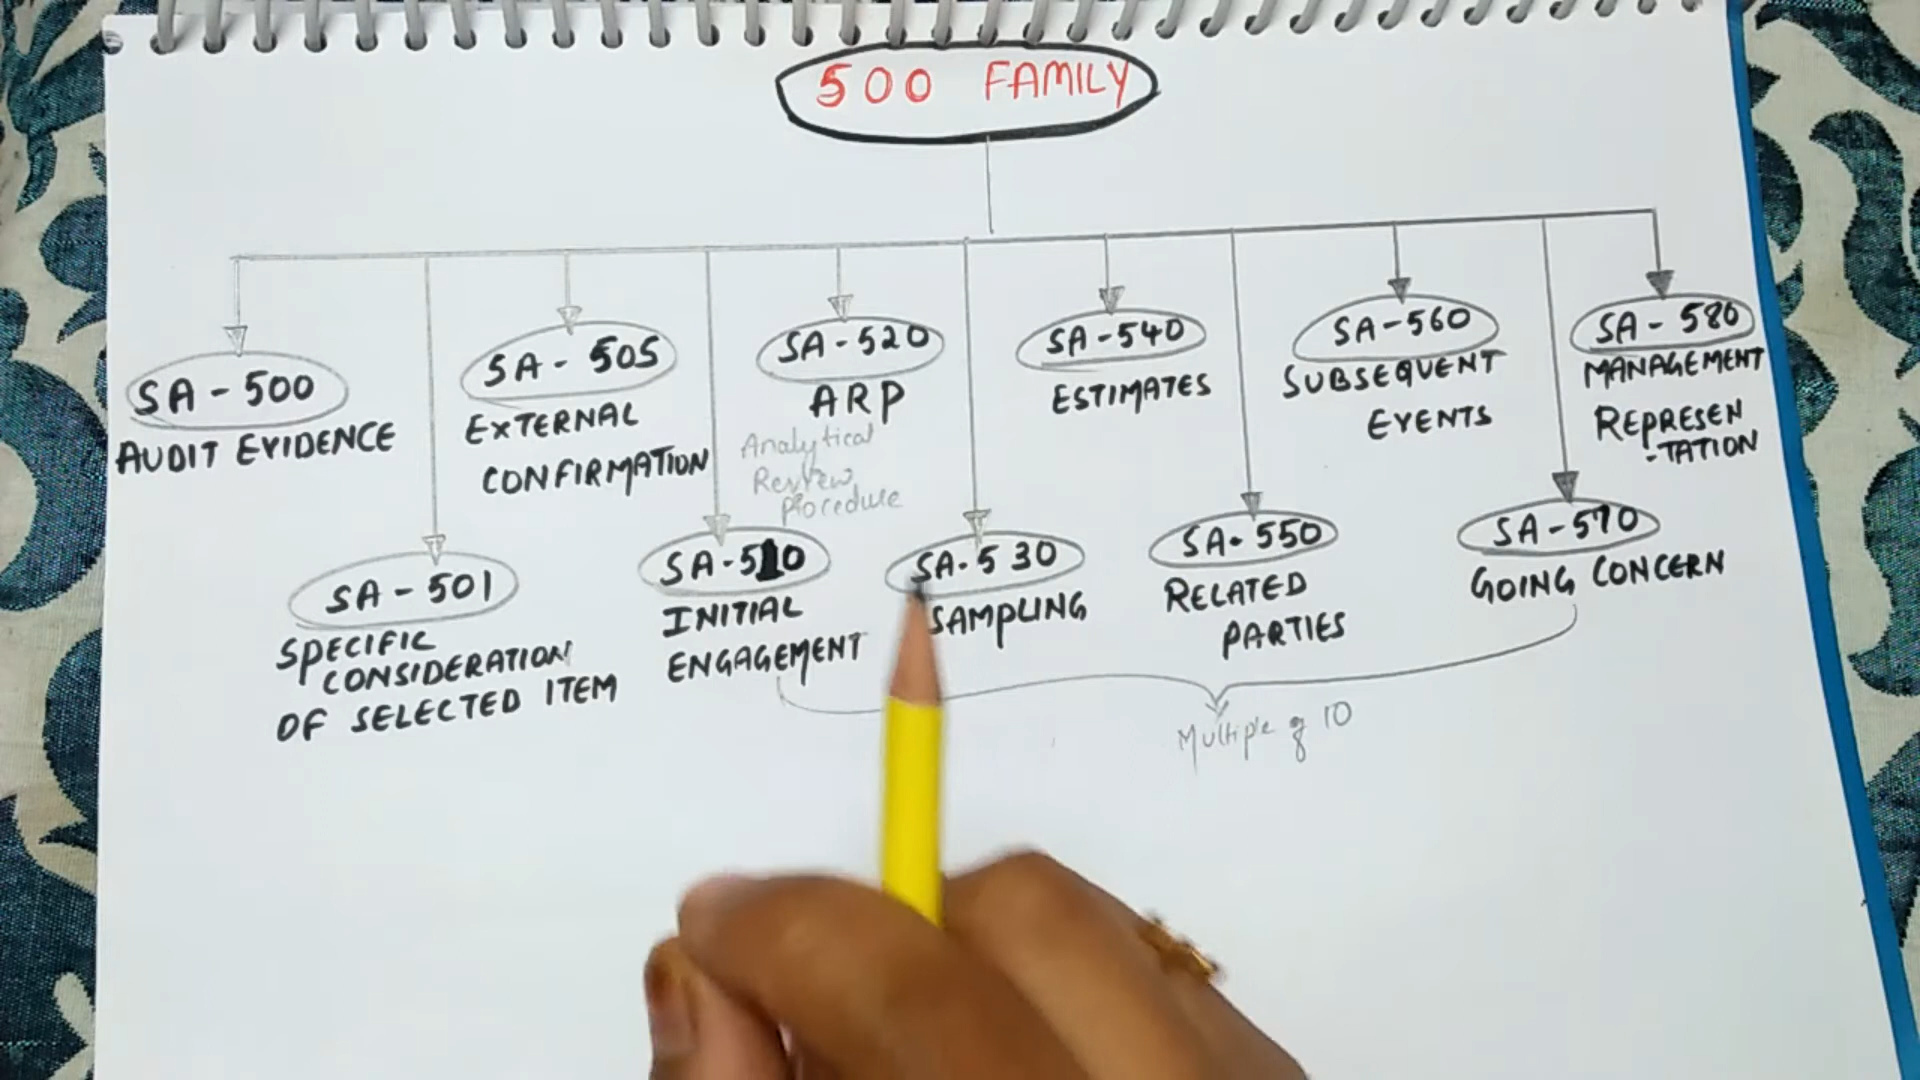 500 FAMILY
SA - 500
AUDIT EVIDENCE
SA - 501
SPECIFIC
CONSIDERATION
OF SELECTED ITEM
SA - 505
EXTERNAL
CONFIRMATION
SA - 510
INITIAL
ENGAGEMENT
SA - 520
ARP
Analytical
Review
Procedure
SA - 530
SAMPLING
SA - 540
ESTIMATES
SA - 550
RELATED
PARTIES
SA - 560
SUBSEQUENT
EVENTS
SA - 570
GOING CONCERN
SA - 580
MANAGEMENT
REPRESEN
-TATION
Multiple of 10